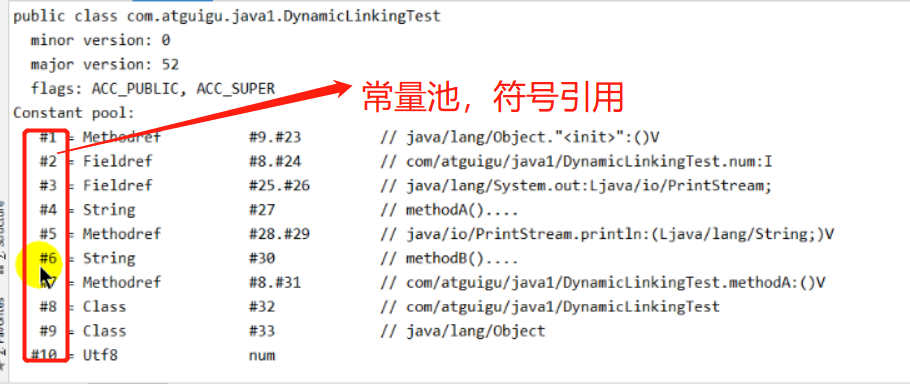 public class com.atguigu.java1.DynamicLinkingTest
minor version: 0
major version: 52
flags: ACC_PUBLIC, ACC_SUPER
常量池，符号引用
Constant pool:
#1 = Methodref #9.#23 // java/lang/Object."<init>":()V
#2 = Fieldref #8.#24 // com/atguigu/java1/DynamicLinkingTest.num:I
#3 = Fieldref #25.#26 // java/lang/System.out:Ljava/io/PrintStream;
#4 = String #27 // methodA()....
#5 = Methodref #28.#29 // java/io/PrintStream.println:(Ljava/lang/String;)V
#6 = String #30 // methodB()....
#7 = Methodref #8.#31 // com/atguigu/java1/DynamicLinkingTest.methodA:()V
#8 = Class #32 // com/atguigu/java1/DynamicLinkingTest
#9 = Class #33 // java/lang/Object
#10 = Utf8 num
Z: Structure
2: Favorites